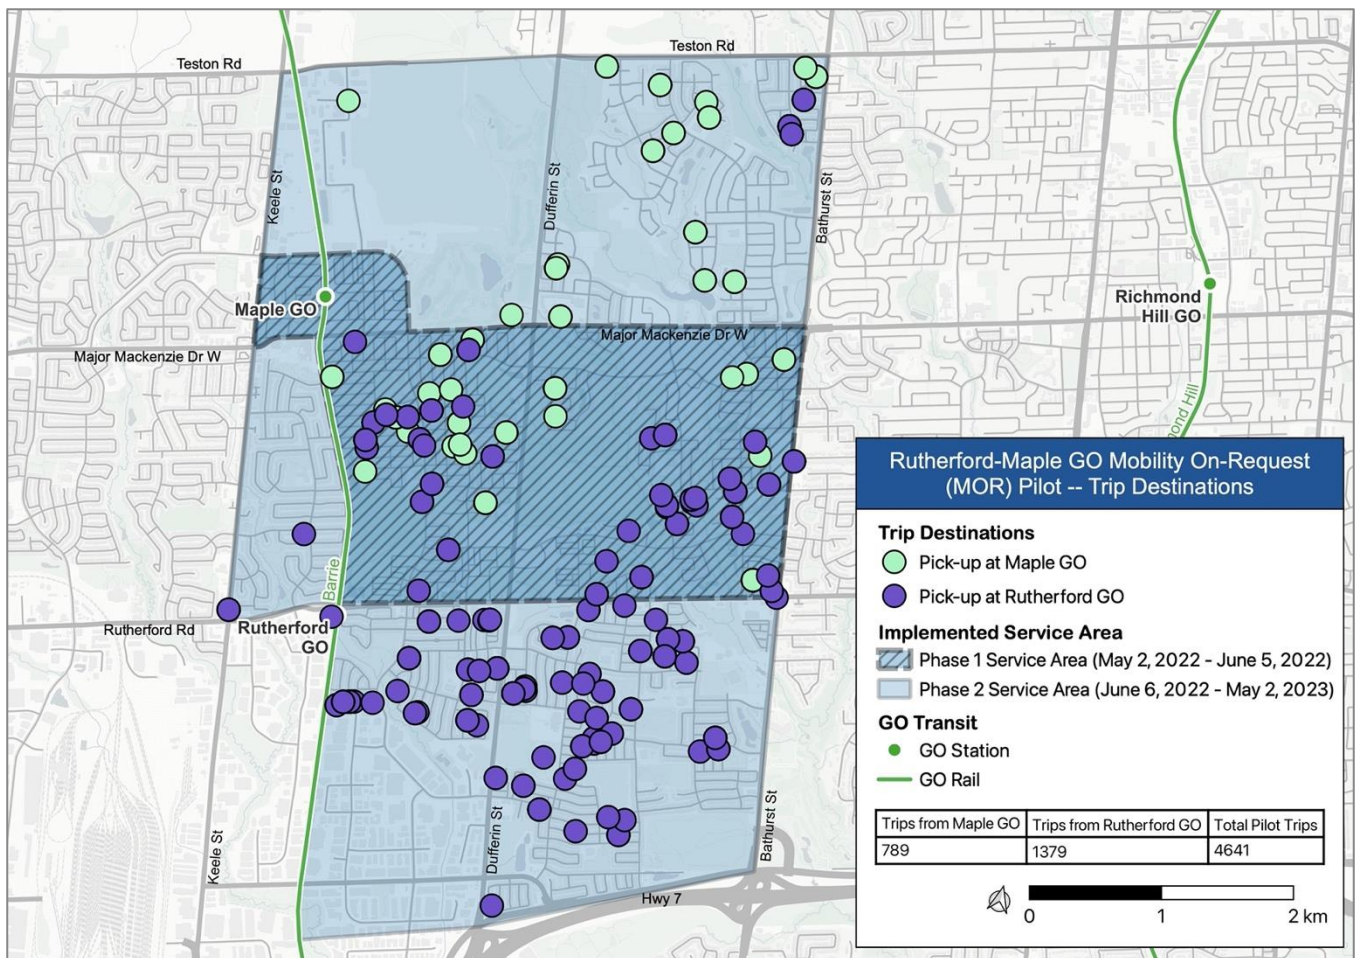 Teston Rd
Teston Rd
Keele St
Dufferin St
Bathurst St
Maple GO
Richmond
Hill GO
Major Mackenzie Dr W
Major Mackenzie Dr W
mond Hill
Barrie
Rutherford Rd
Rutherford
GO
Keele St
Dufferin St
Bathurst St
Hwy 7
Rutherford-Maple GO Mobility On-Request
(MOR) Pilot -- Trip Destinations
Trip Destinations
Pick-up at Maple GO
Pick-up at Rutherford GO
Implemented Service Area
Phase 1 Service Area (May 2, 2022 - June 5, 2022)
Phase 2 Service Area (June 6, 2022 - May 2, 2023)
GO Transit
GO Station
GO Rail
Trips from Maple GO Trips from Rutherford GO Total Pilot Trips
789 1379 4641
0 1 2 km